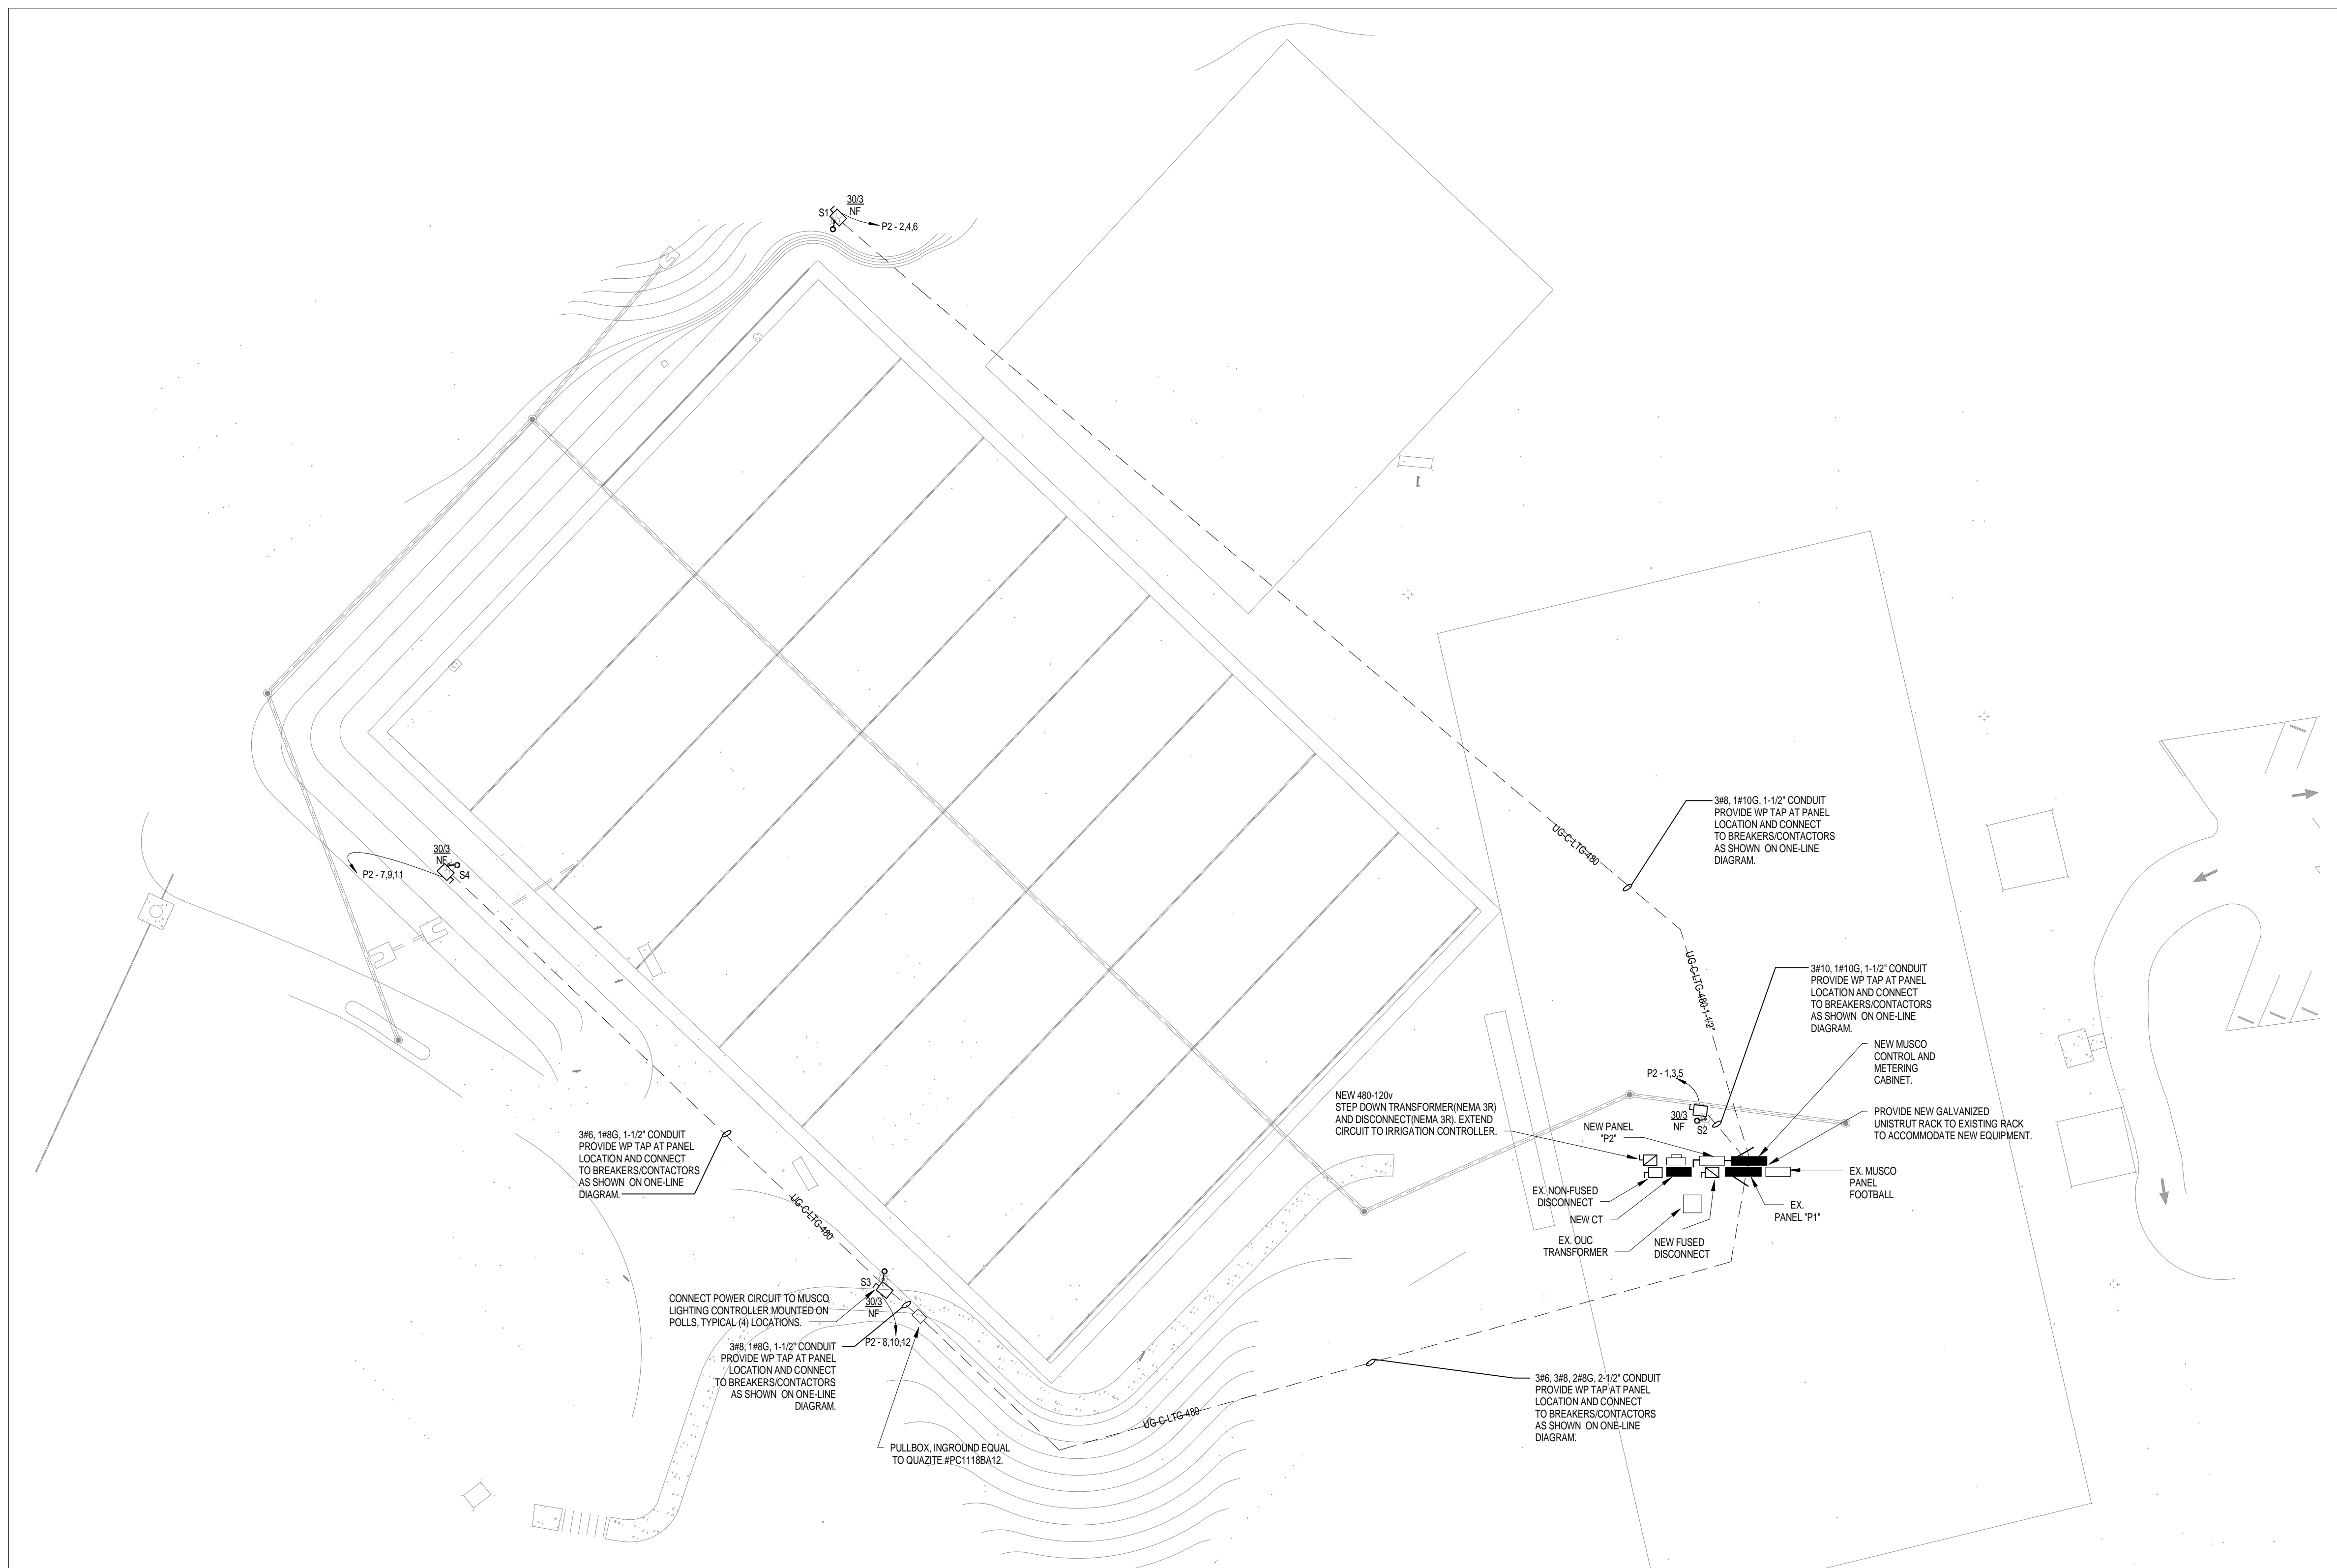 S1
30/3
NF
P2 - 2,4,6
3#8, 1#10G, 1-1/2" CONDUIT
PROVIDE WP TAP AT PANEL
LOCATION AND CONNECT
TO BREAKERS/CONTACTORS
AS SHOWN ON ONE-LINE
DIAGRAM.
UG-C-LTG-480
30/3
NF
S4
P2 - 7,9,11
UG-C-LTG-480-1-1/2"
3#10, 1#10G, 1-1/2" CONDUIT
PROVIDE WP TAP AT PANEL
LOCATION AND CONNECT
TO BREAKERS/CONTACTORS
AS SHOWN ON ONE-LINE
DIAGRAM.
NEW MUSCO
CONTROL AND
METERING
CABINET.
P2 - 1,3,5
30/3
NF
S2
NEW 480-120v
STEP DOWN TRANSFORMER(NEMA 3R)
AND DISCONNECT(NEMA 3R). EXTEND
CIRCUIT TO IRRIGATION CONTROLLER.
NEW PANEL
"P2"
PROVIDE NEW GALVANIZED
UNISTRUT RACK TO EXISTING RACK
TO ACCOMMODATE NEW EQUIPMENT.
EX. MUSCO
PANEL
FOOTBALL
EX. NON-FUSED
DISCONNECT
NEW CT
EX. OUC
TRANSFORMER
NEW FUSED
DISCONNECT
EX.
PANEL "P1"
3#6, 1#8G, 1-1/2" CONDUIT
PROVIDE WP TAP AT PANEL
LOCATION AND CONNECT
TO BREAKERS/CONTACTORS
AS SHOWN ON ONE-LINE
DIAGRAM.
UG-C-LTG-480
S3
30/3
NF
CONNECT POWER CIRCUIT TO MUSCO
LIGHTING CONTROLLER MOUNTED ON
POLLS, TYPICAL (4) LOCATIONS.
P2 - 8,10,12
3#8, 1#8G, 1-1/2" CONDUIT
PROVIDE WP TAP AT PANEL
LOCATION AND CONNECT
TO BREAKERS/CONTACTORS
AS SHOWN ON ONE-LINE
DIAGRAM.
PULLBOX, INGROUND EQUAL
TO QUAZITE #PC1118BA12.
UG-C-LTG-480
3#6, 3#8, 2#8G, 2-1/2" CONDUIT
PROVIDE WP TAP AT PANEL
LOCATION AND CONNECT
TO BREAKERS/CONTACTORS
AS SHOWN ON ONE-LINE
DIAGRAM.